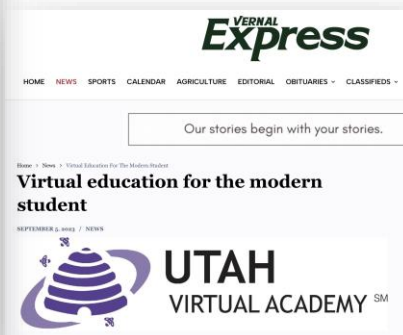 VERNAL
Express
HOME NEWS SPORTS CALENDAR AGRICULTURE EDITORIAL OBITUARIES CLASSIFIEDS
Our stories begin with your stories.
Home > News > Virtual Education For The Modern Student
Virtual education for the modern
student
SEPTEMBER 5, 2023 / NEWS
UTAH
VIRTUAL ACADEMY SM